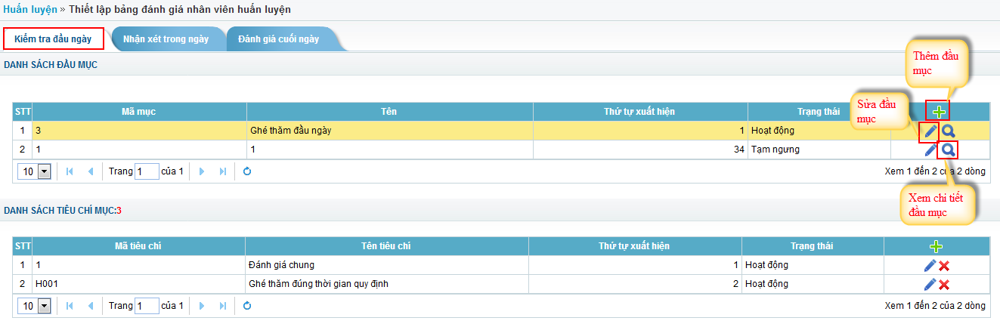 Huấn luyện » Thiết lập bảng đánh giá nhân viên huấn luyện
Kiểm tra đầu ngày Nhận xét trong ngày Đánh giá cuối ngày
DANH SÁCH ĐẦU MỤC
Thêm đầu
mục
Sửa đầu
mục
STT Mã mục Tên Thứ tự xuất hiện Trạng thái
1 3 Ghé thăm đầu ngày 1 Hoạt động
2 1 1 34 Tạm ngưng
10 Trang 1 của 1 Xem 1 đến 2 của 2 dòng
Xem chi tiết
đầu mục
DANH SÁCH TIÊU CHÍ MỤC:3
STT Mã tiêu chí Tên tiêu chí Thứ tự xuất hiện Trạng thái
1 1 Đánh giá chung 1 Hoạt động
2 H001 Ghé thăm đúng thời gian quy định 2 Hoạt động
10 Trang 1 của 1 Xem 1 đến 2 của 2 dòng